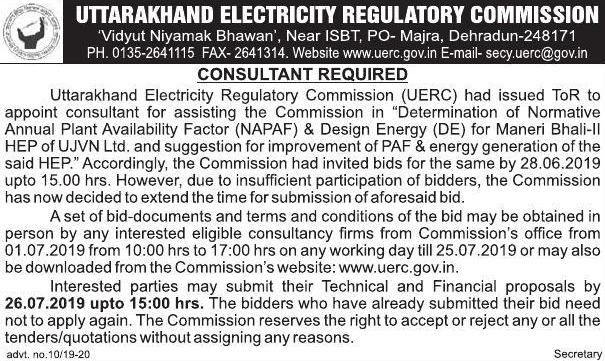 UTTARAKHAND ELECTRICITY REGULATORY COMMISSION
'Vidyut Niyamak Bhawan', Near ISBT, PO- Majra, Dehradun-248171
PH. 0135-2641115 FAX- 2641314. Website www.uerc.gov.in E-mail- secy.uerc@gov.in
CONSULTANT REQUIRED
Uttarakhand Electricity Regulatory Commission (UERC) had issued ToR to
appoint consultant for assisting the Commission in "Determination of Normative
Annual Plant Availability Factor (NAPAF) & Design Energy (DE) for Maneri Bhali-II
HEP of UJVN Ltd. and suggestion for improvement of PAF & energy generation of the
said HEP." Accordingly, the Commission had invited bids for the same by 28.06.2019
upto 15.00 hrs. However, due to insufficient participation of bidders, the Commission
has now decided to extend the time for submission of aforesaid bid.
A set of bid-documents and terms and conditions of the bid may be obtained in
person by any interested eligible consultancy firms from Commission's office from
01.07.2019 from 10:00 hrs to 17:00 hrs on any working day till 25.07.2019 or may also
be downloaded from the Commission's website: www.uerc.gov.in.
Interested parties may submit their Technical and Financial proposals by
26.07.2019 upto 15:00 hrs. The bidders who have already submitted their bid need
not to apply again. The Commission reserves the right to accept or reject any or all the
tenders/quotations without assigning any reasons.
advt. no.10/19-20 Secretary